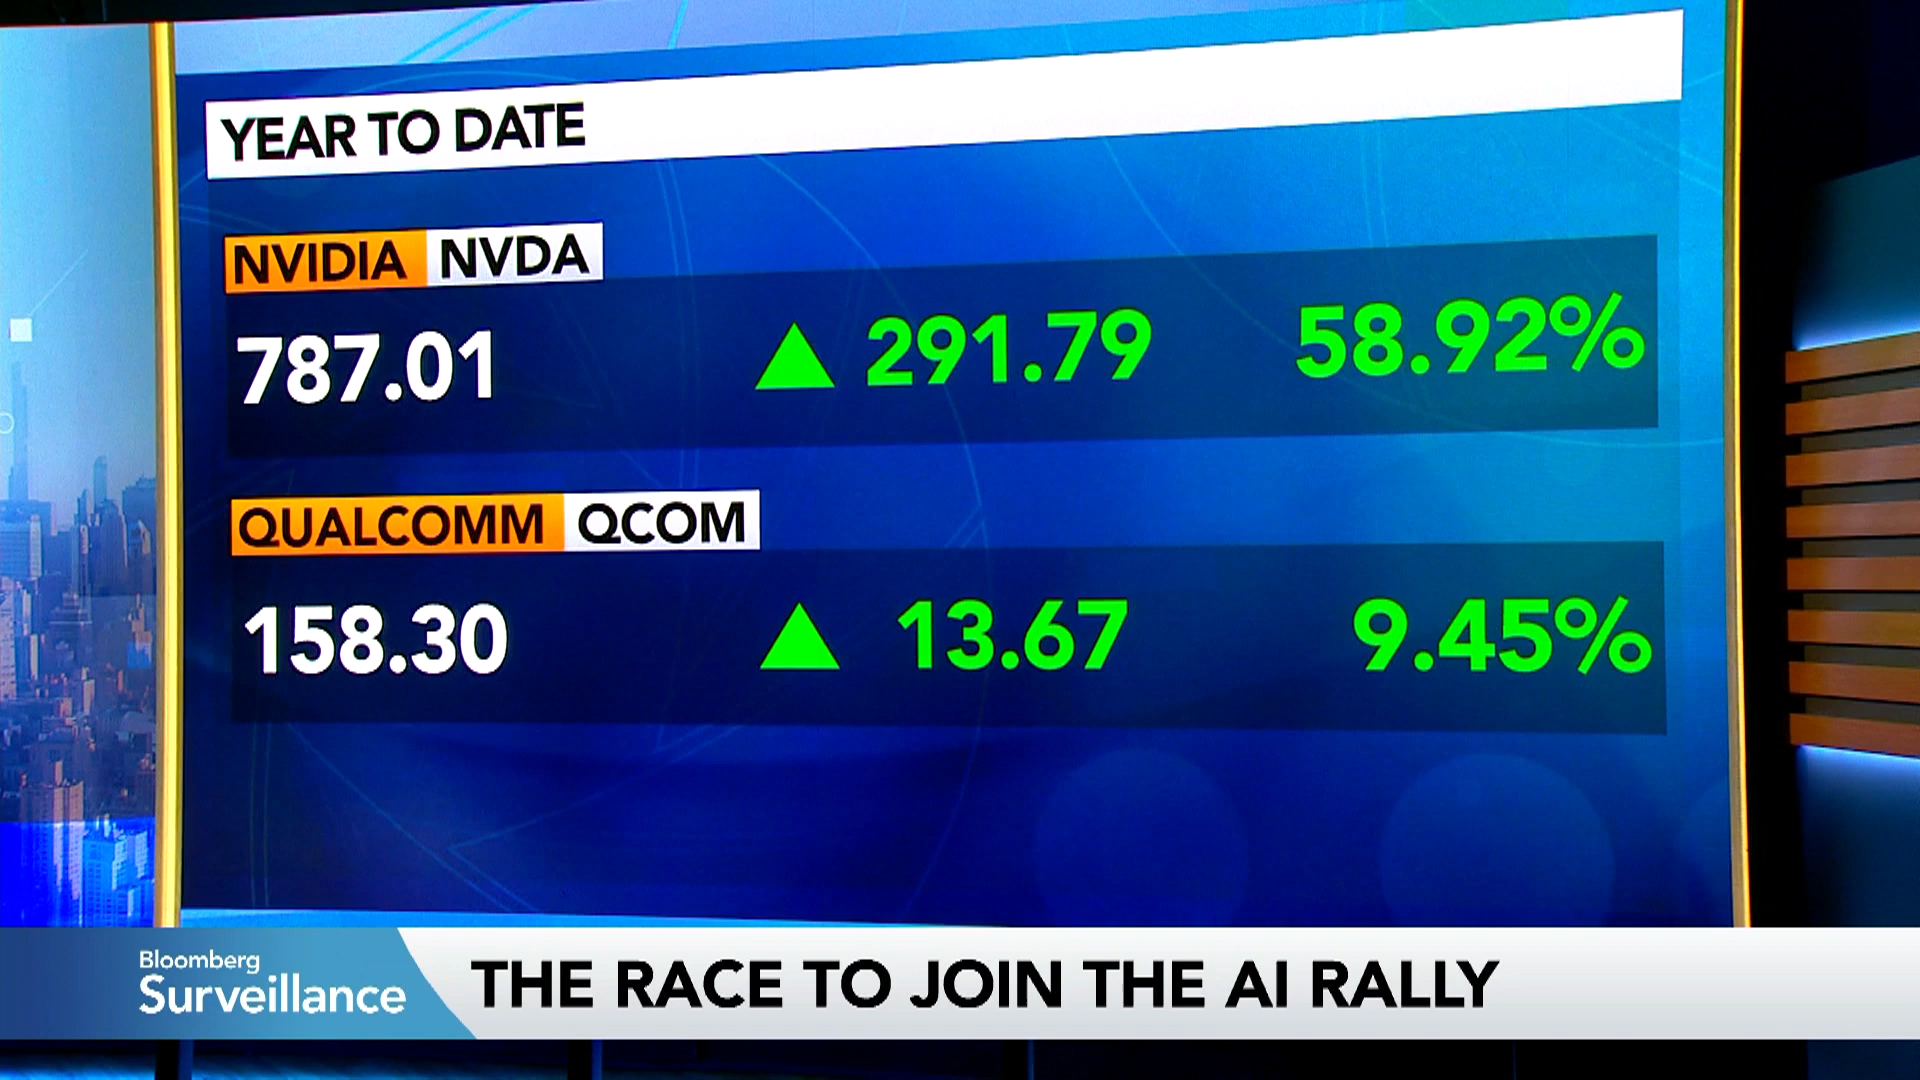 YEAR TO DATE
NVIDIA NVDA
787.01 ▲ 291.79 58.92%
QUALCOMM QCOM
158.30 ▲ 13.67 9.45%
Bloomberg
Surveillance
THE RACE TO JOIN THE AI RALLY